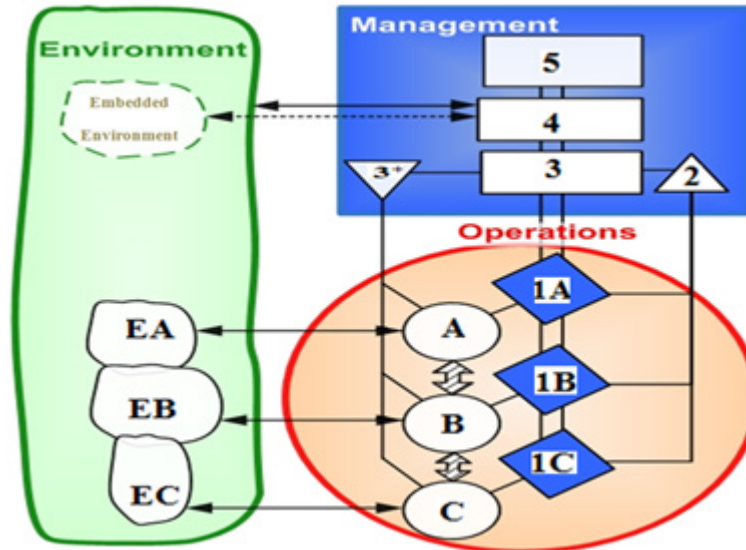 Environment
Management
Embedded
Environment
5
4
3+
3
2
Operations
1A
EA
A
1B
EB
B
1C
EC
C